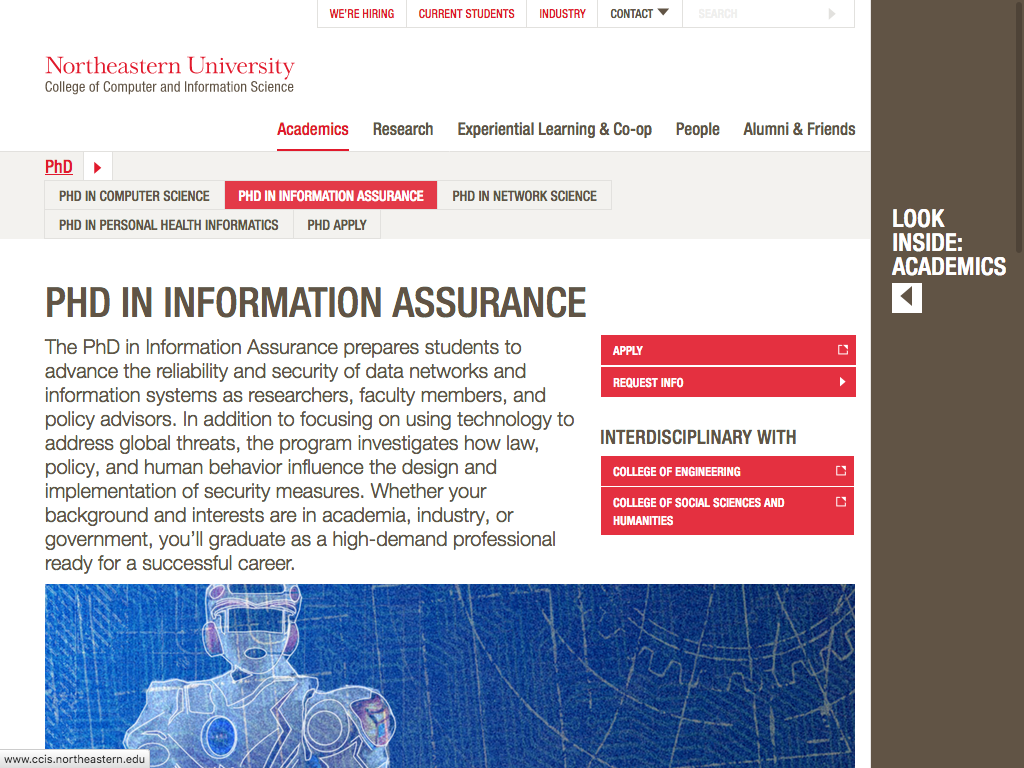 WE'RE HIRING
CURRENT STUDENTS
INDUSTRY
CONTACT
SEARCH
Northeastern University
College of Computer and Information Science
Academics
Research
Experiential Learning & Co-op
People
Alumni & Friends
PhD
PHD IN COMPUTER SCIENCE
PHD IN INFORMATION ASSURANCE
PHD IN NETWORK SCIENCE
PHD IN PERSONAL HEALTH INFORMATICS
PHD APPLY
LOOK
INSIDE:
ACADEMICS
PHD IN INFORMATION ASSURANCE
The PhD in Information Assurance prepares students to
advance the reliability and security of data networks and
information systems as researchers, faculty members, and
policy advisors. In addition to focusing on using technology to
address global threats, the program investigates how law,
policy, and human behavior influence the design and
implementation of security measures. Whether your
background and interests are in academia, industry, or
government, you'll graduate as a high-demand professional
ready for a successful career.
APPLY
REQUEST INFO
INTERDISCIPLINARY WITH
COLLEGE OF ENGINEERING
COLLEGE OF SOCIAL SCIENCES AND
HUMANITIES
www.ccis.northeastern.edu